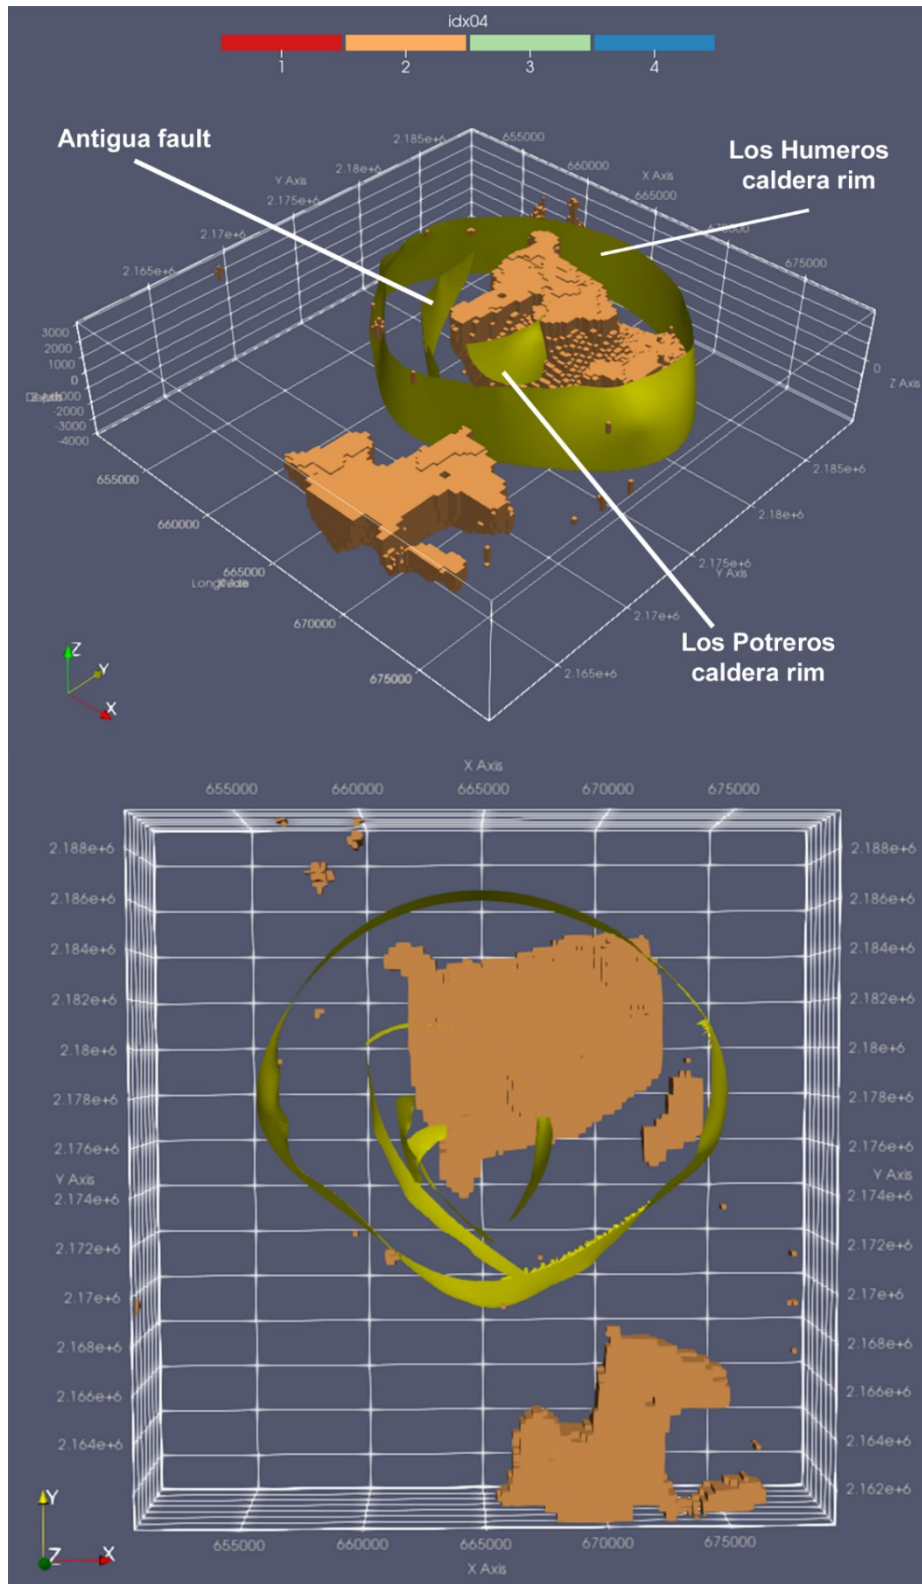 idx04
1 2 3 4
Antigua fault
Los Humeros
caldera rim
2.185e+6
2.18e+6
Y Axis
2.175e+6
2.17e+6
2.165e+6
655000
660000
X Axis
665000
670000
675000
3000
2000
1000
0
-2000
-3000
-4000
0
Z Axis
655000
660000
665000
670000
675000
2.185e+6
2.18e+6
2.175e+6
Y Axis
2.17e+6
2.165e+6
Los Potreros
caldera rim
Z
Y
X
X Axis
655000 660000 665000 670000 675000
2.188e+6 2.188e+6
2.186e+6 2.186e+6
2.184e+6 2.184e+6
2.182e+6 2.182e+6
2.18e+6 2.18e+6
2.178e+6 2.178e+6
2.176e+6 2.176e+6
Y Axis Y Axis
2.174e+6 2.174e+6
2.172e+6 2.172e+6
2.17e+6 2.17e+6
2.168e+6 2.168e+6
2.166e+6 2.166e+6
2.164e+6 2.164e+6
2.162e+6
Y
Z X
655000 660000 665000 670000 675000
X Axis